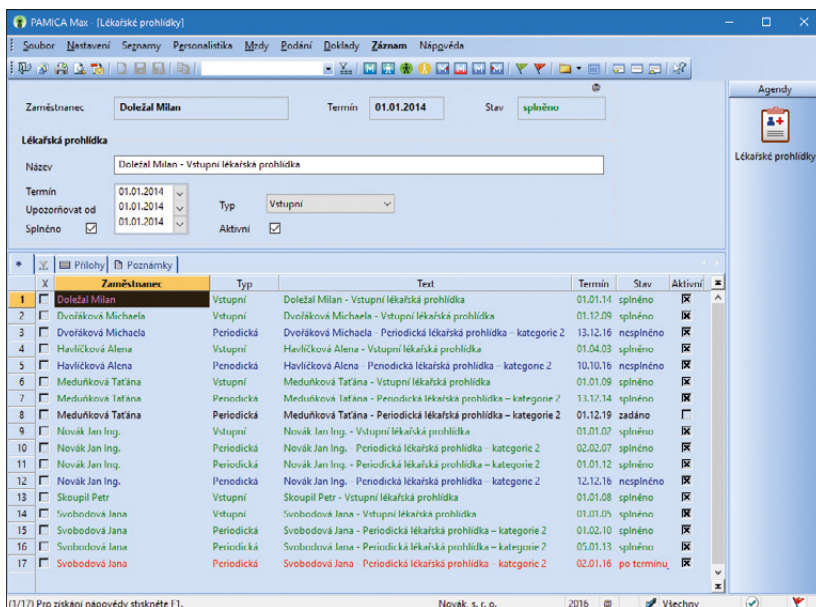 PAMICA Max - [Lékařské prohlídky]
Soubor Nastavení Seznamy Personalistika Mzdy Podání Doklady Záznam Nápověda
Agendy
Zaměstnanec Doležal Milan Termín 01.01.2014 Stav splněno
Lékařské prohlídky
Lékařská prohlídka
Název Doležal Milan - Vstupní lékařská prohlídka
Termín 01.01.2014
Upozorňovat od 01.01.2014 Typ Vstupní
Splněno 01.01.2014 Aktivní
Přílohy Poznámky
X Zaměstnanec Typ Text Termín Stav Aktivní
1 Doležal Milan Vstupní Doležal Milan - Vstupní lékařská prohlídka 01.01.14 splněno
2 Dvořáková Michaela Vstupní Dvořáková Michaela - Vstupní lékařská prohlídka 01.12.09 splněno
3 Dvořáková Michaela Periodická Dvořáková Michaela - Periodická lékařská prohlídka – kategorie 2 13.12.16 nesplněno
4 Havlíčková Alena Vstupní Havlíčková Alena - Vstupní lékařská prohlídka 01.04.03 splněno
5 Havlíčková Alena Periodická Havlíčková Alena - Periodická lékařská prohlídka – kategorie 2 10.10.16 nesplněno
6 Meduňková Taťána Vstupní Meduňková Taťána - Vstupní lékařská prohlídka 01.01.09 splněno
7 Meduňková Taťána Periodická Meduňková Taťána - Periodická lékařská prohlídka – kategorie 2 13.12.14 splněno
8 Meduňková Taťána Periodická Meduňková Taťána - Periodická lékařská prohlídka – kategorie 2 01.12.19 zadáno
9 Novák Jan Ing. Vstupní Novák Jan Ing. - Vstupní lékařská prohlídka 01.01.02 splněno
10 Novák Jan Ing. Periodická Novák Jan Ing. - Periodická lékařská prohlídka – kategorie 2 02.02.07 splněno
11 Novák Jan Ing. Periodická Novák Jan Ing. - Periodická lékařská prohlídka – kategorie 2 01.01.12 splněno
12 Novák Jan Ing. Periodická Novák Jan Ing. - Periodická lékařská prohlídka – kategorie 2 12.12.16 nesplněno
13 Skoupil Petr Vstupní Skoupil Petr - Vstupní lékařská prohlídka 01.01.08 splněno
14 Svobodová Jana Vstupní Svobodová Jana - Vstupní lékařská prohlídka 01.01.05 splněno
15 Svobodová Jana Periodická Svobodová Jana - Periodická lékařská prohlídka – kategorie 2 01.02.10 splněno
16 Svobodová Jana Periodická Svobodová Jana - Periodická lékařská prohlídka – kategorie 2 05.01.13 splněno
17 Svobodová Jana Periodická Svobodová Jana - Periodická lékařská prohlídka – kategorie 2 02.01.16 po termínu
(1/17) Pro získání nápovědy stiskněte F1. Novák, s. r. o. 2016 @ Všechny